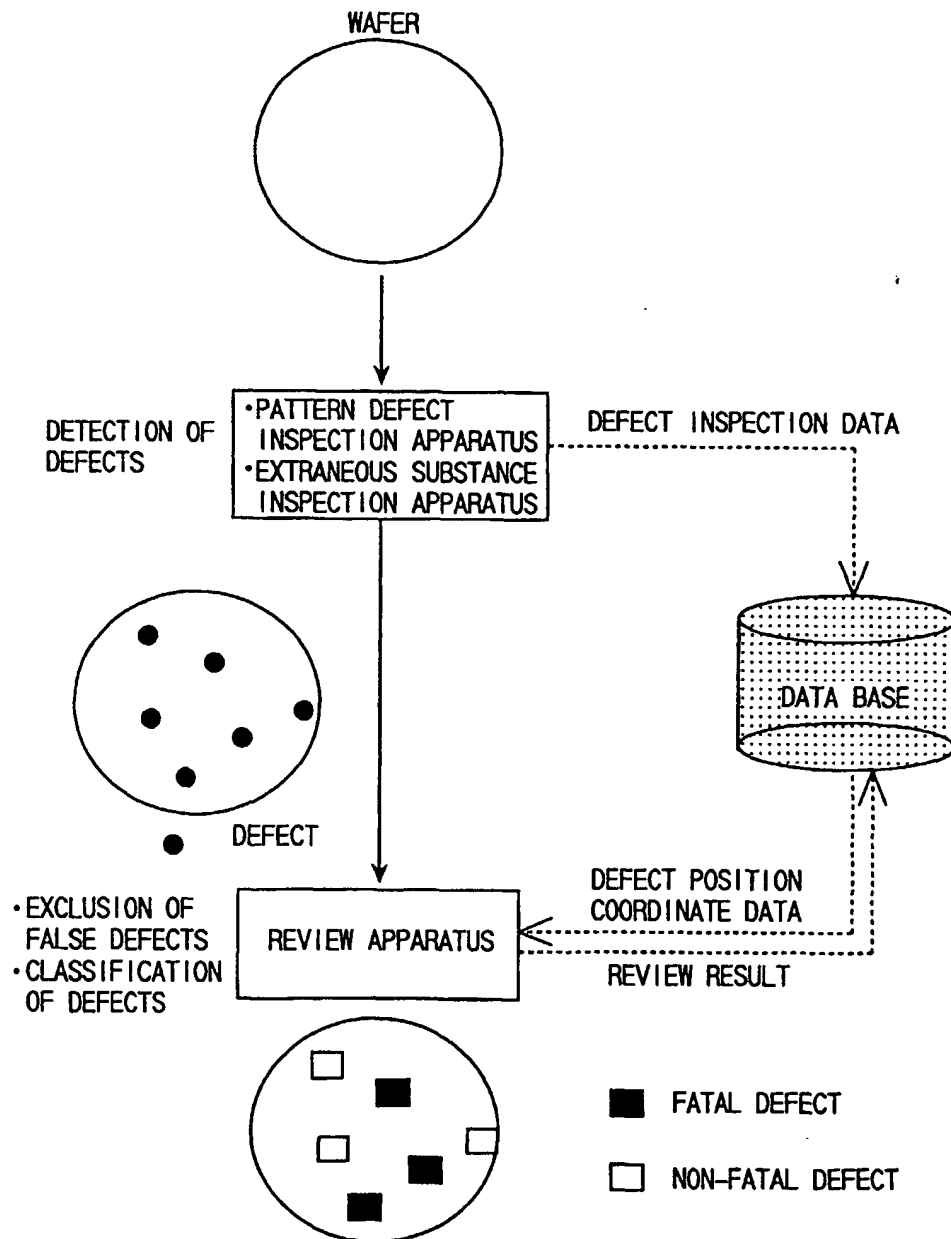 WAFER
DETECTION OF
DEFECTS
・PATTERN DEFECT
INSPECTION APPARATUS
・EXTRANEOUS SUBSTANCE
INSPECTION APPARATUS
DEFECT INSPECTION DATA
DATA BASE
DEFECT
・EXCLUSION OF
FALSE DEFECTS
・CLASSIFICATION
OF DEFECTS
REVIEW APPARATUS
DEFECT POSITION
COORDINATE DATA
REVIEW RESULT
FATAL DEFECT
NON-FATAL DEFECT